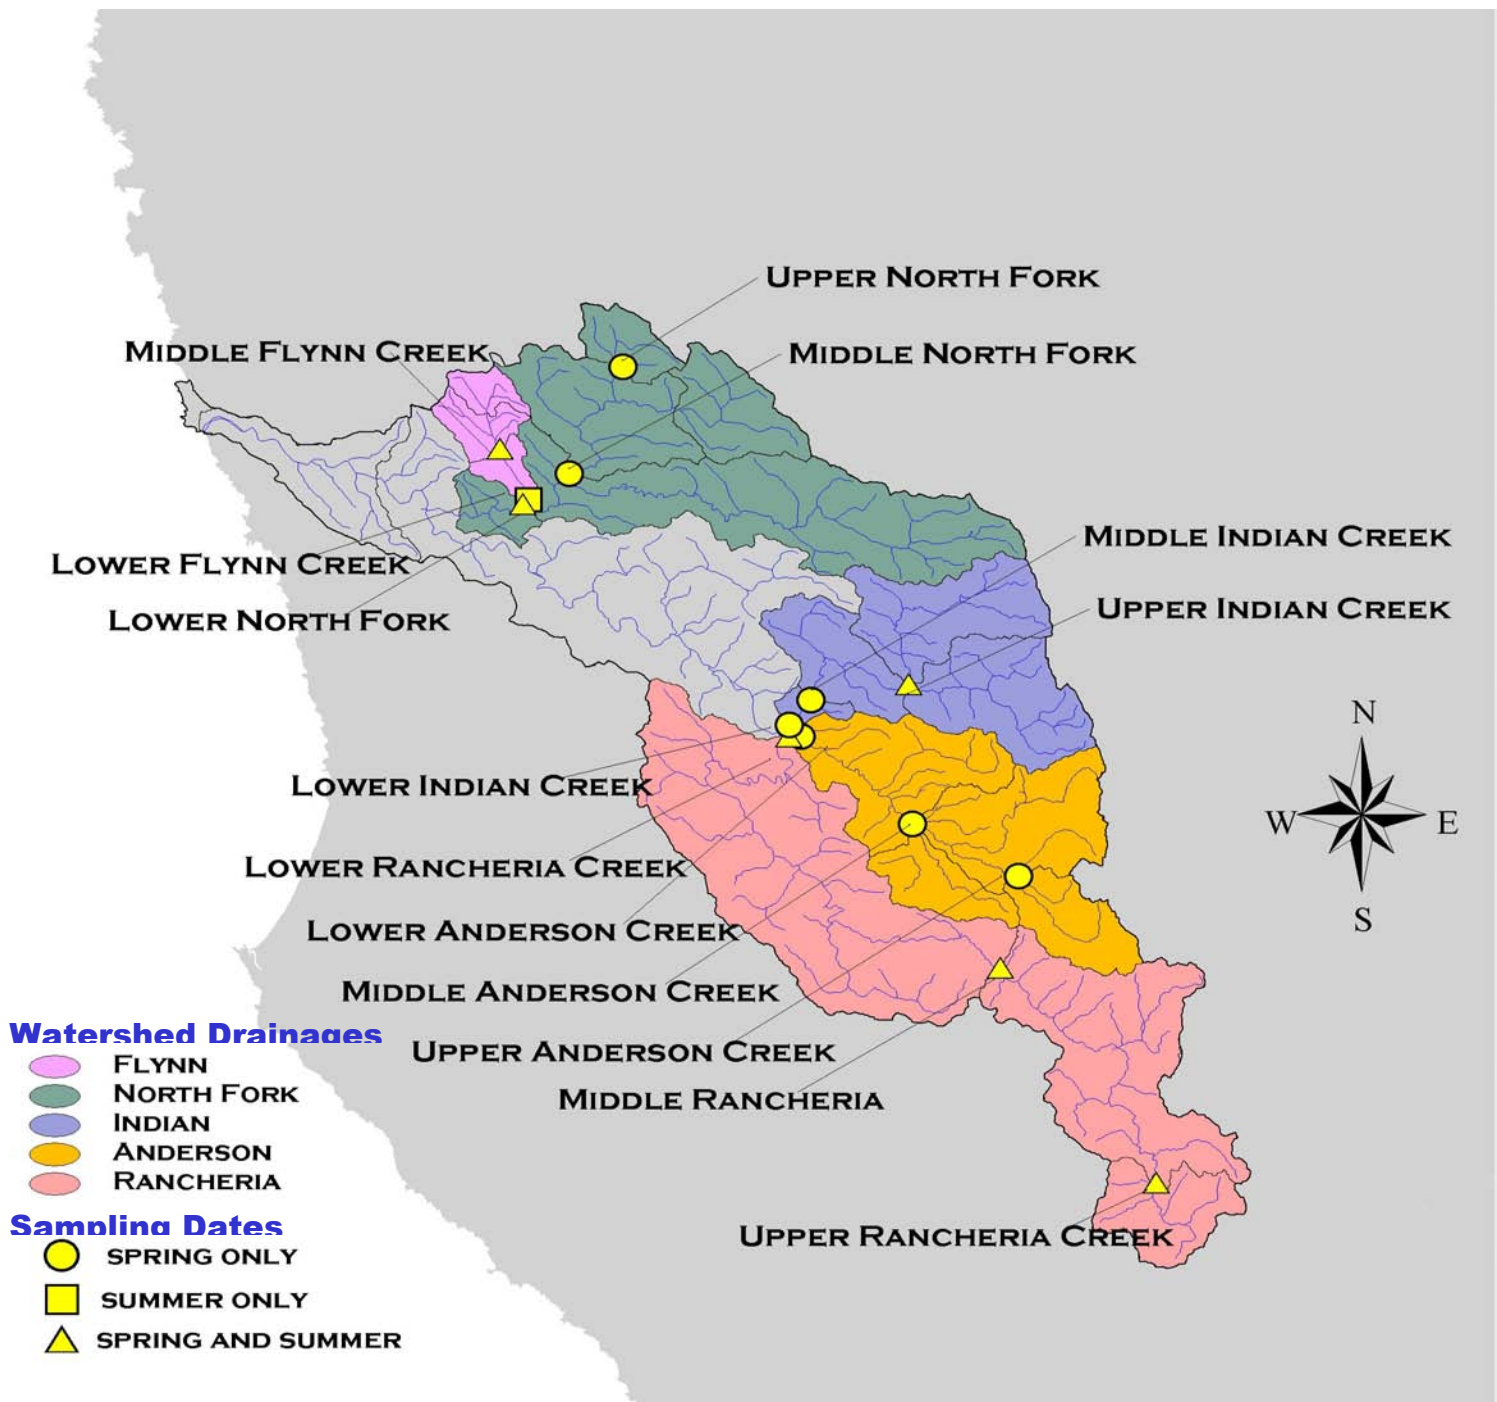 UPPER NORTH FORK
MIDDLE FLYNN CREEK
MIDDLE NORTH FORK
MIDDLE INDIAN CREEK
LOWER FLYNN CREEK
UPPER INDIAN CREEK
LOWER NORTH FORK
N
LOWER INDIAN CREEK
W
E
LOWER RANCHERIA CREEK
S
LOWER ANDERSON CREEK
MIDDLE ANDERSON CREEK
Watershed Drainages
UPPER ANDERSON CREEK
FLYNN
NORTH FORK
MIDDLE RANCHERIA
INDIAN
ANDERSON
RANCHERIA
Sampling Dates
UPPER RANCHERIA CREEK
SPRING ONLY
SUMMER ONLY
SPRING AND SUMMER